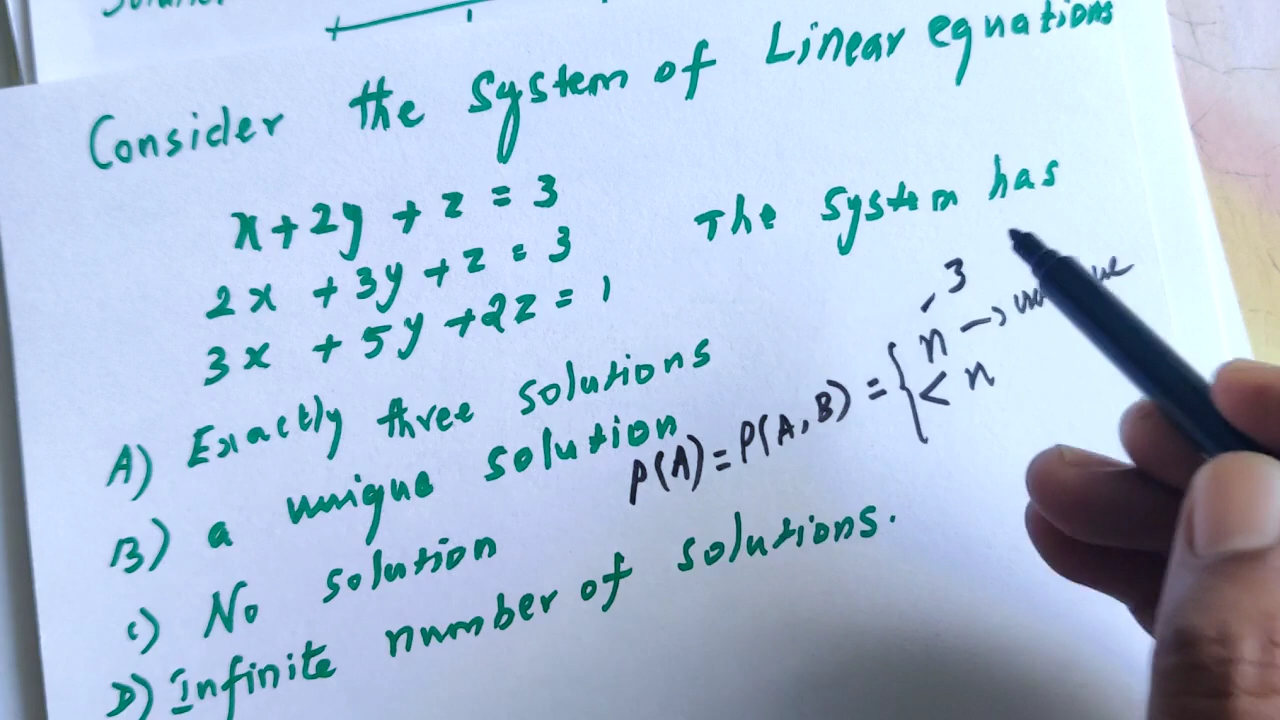 Consider the system of Linear equations
x + 2y + z = 3
2x + 3y + z = 3
3x + 5y + 2z = 1
The system has
A) Exactly three solutions
B) a unique solution
C) No solution
D) Infinite number of solutions.
3
ρ(A) = ρ(A, B) = { n →
< n